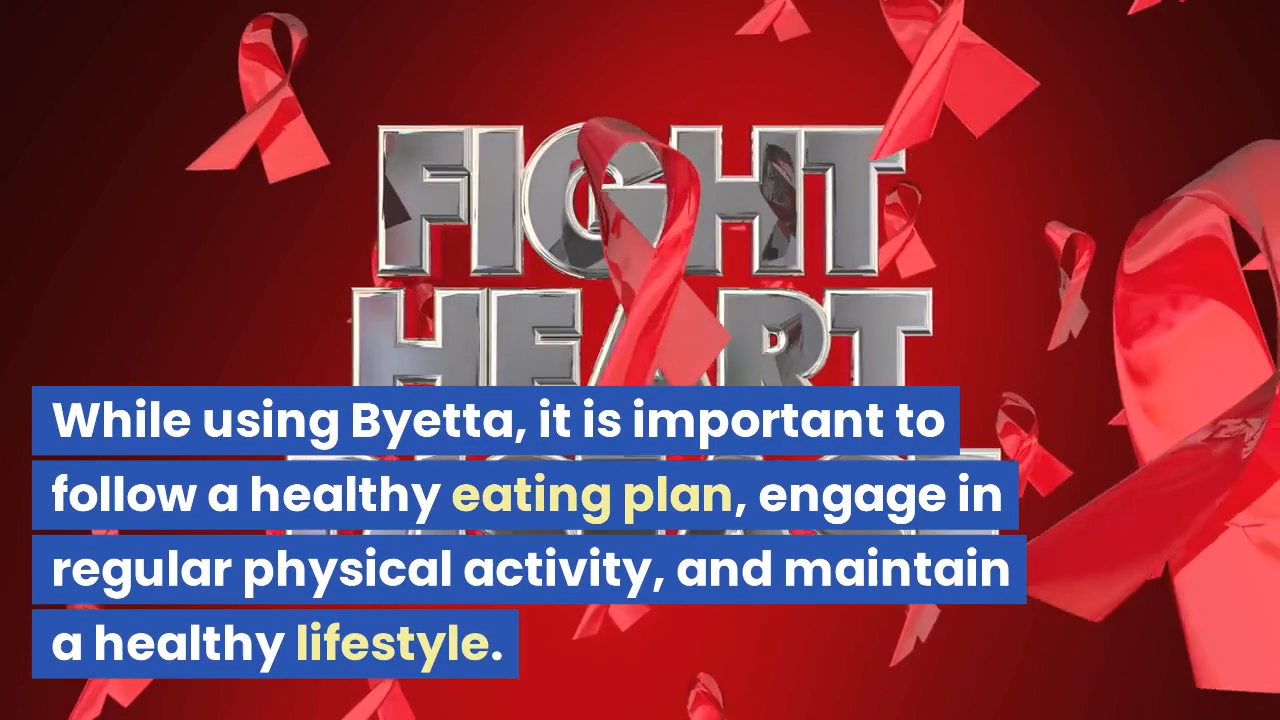 FIGHT
HEART
While using Byetta, it is important to
follow a healthy eating plan, engage in
regular physical activity, and maintain
a healthy lifestyle.